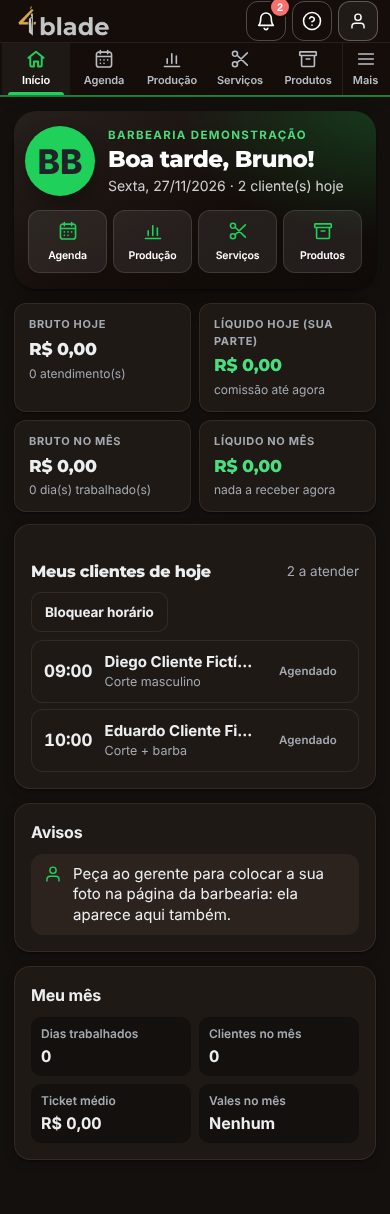 4blade
2
Início
Agenda
Produção
Serviços
Produtos
Mais
BB
BARBEARIA DEMONSTRAÇÃO
Boa tarde, Bruno!
Sexta, 27/11/2026 · 2 cliente(s) hoje
Agenda
Produção
Serviços
Produtos
BRUTO HOJE
R$ 0,00
0 atendimento(s)
LÍQUIDO HOJE (SUA
PARTE)
R$ 0,00
comissão até agora
BRUTO NO MÊS
R$ 0,00
0 dia(s) trabalhado(s)
LÍQUIDO NO MÊS
R$ 0,00
nada a receber agora
Meus clientes de hoje
2 a atender
Bloquear horário
09:00
Diego Cliente Fictí...
Corte masculino
Agendado
10:00
Eduardo Cliente Fi...
Corte + barba
Agendado
Avisos
Peça ao gerente para colocar a sua
foto na página da barbearia: ela
aparece aqui também.
Meu mês
Dias trabalhados
0
Clientes no mês
0
Ticket médio
R$ 0,00
Vales no mês
Nenhum